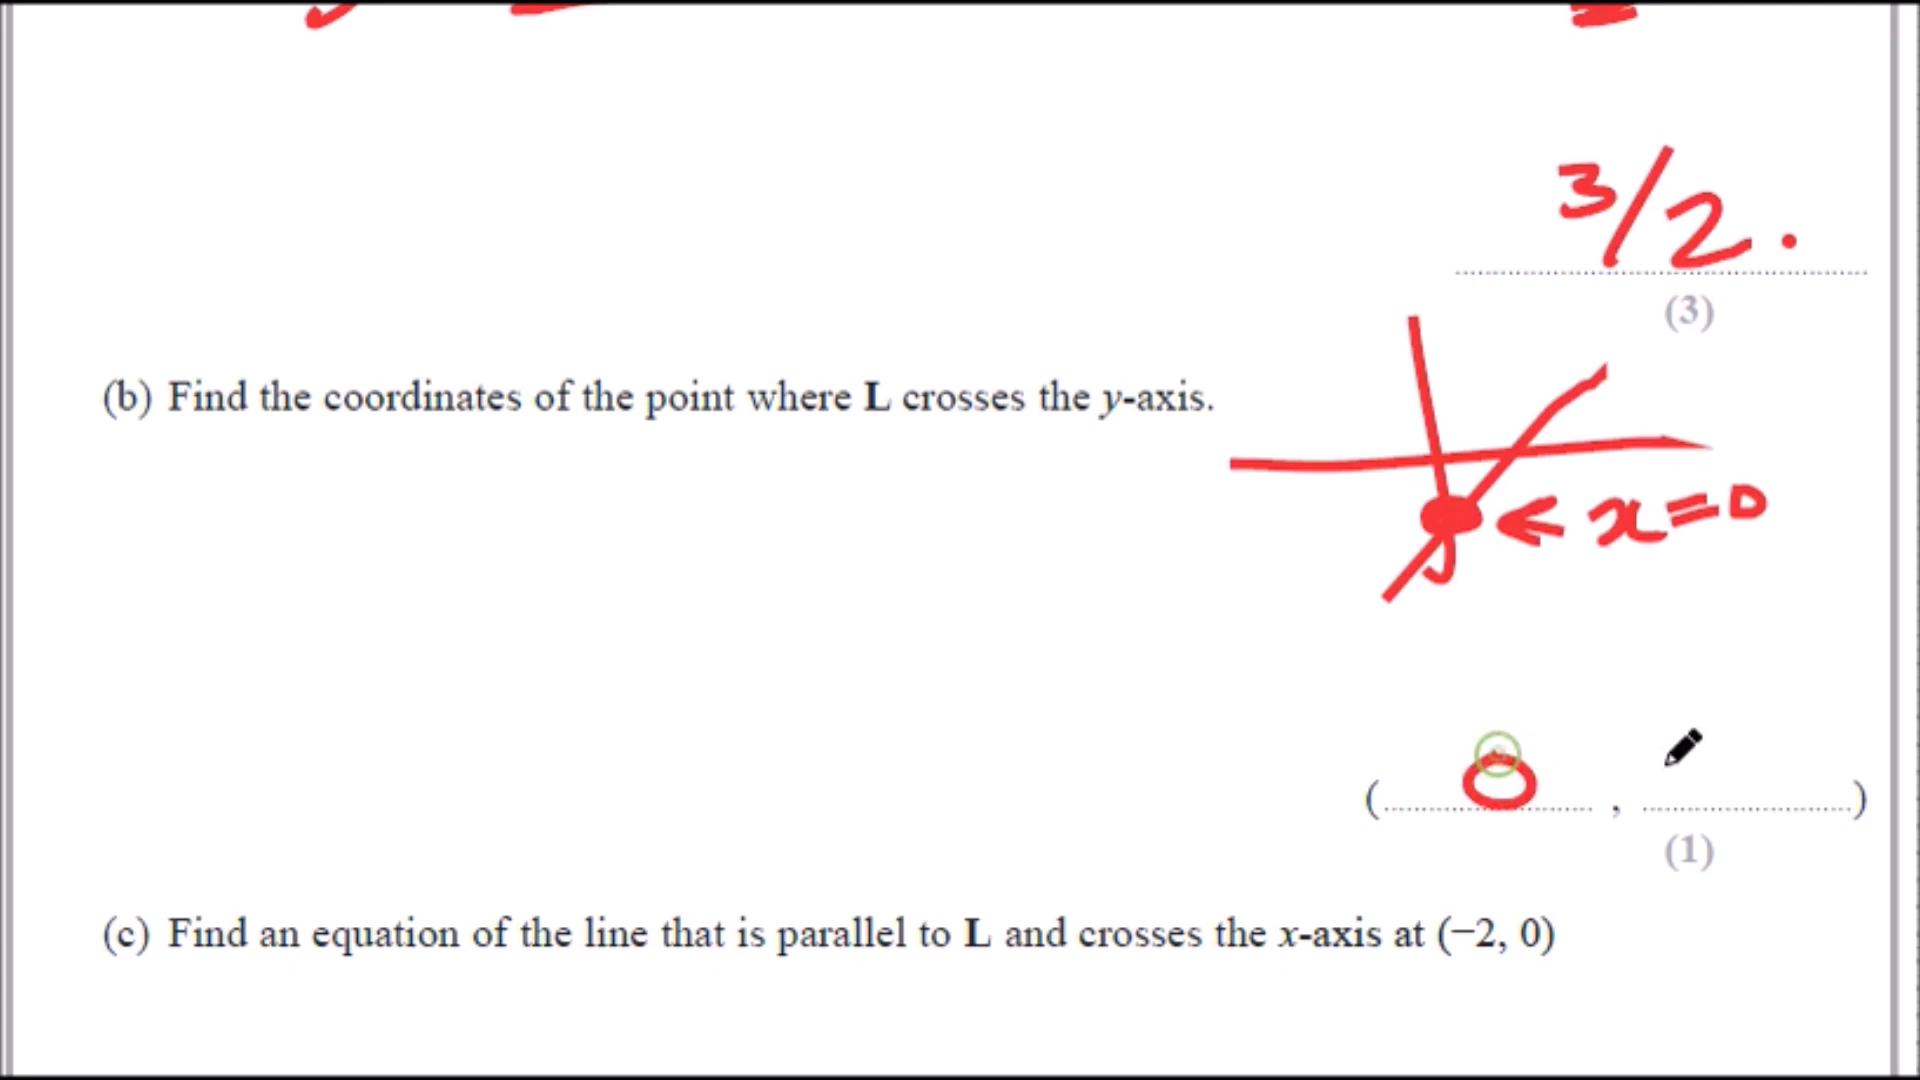 3/2.
(3)
(b) Find the coordinates of the point where L crosses the y-axis.
← x=0
( 0 , )
(1)
(c) Find an equation of the line that is parallel to L and crosses the x-axis at (−2, 0)